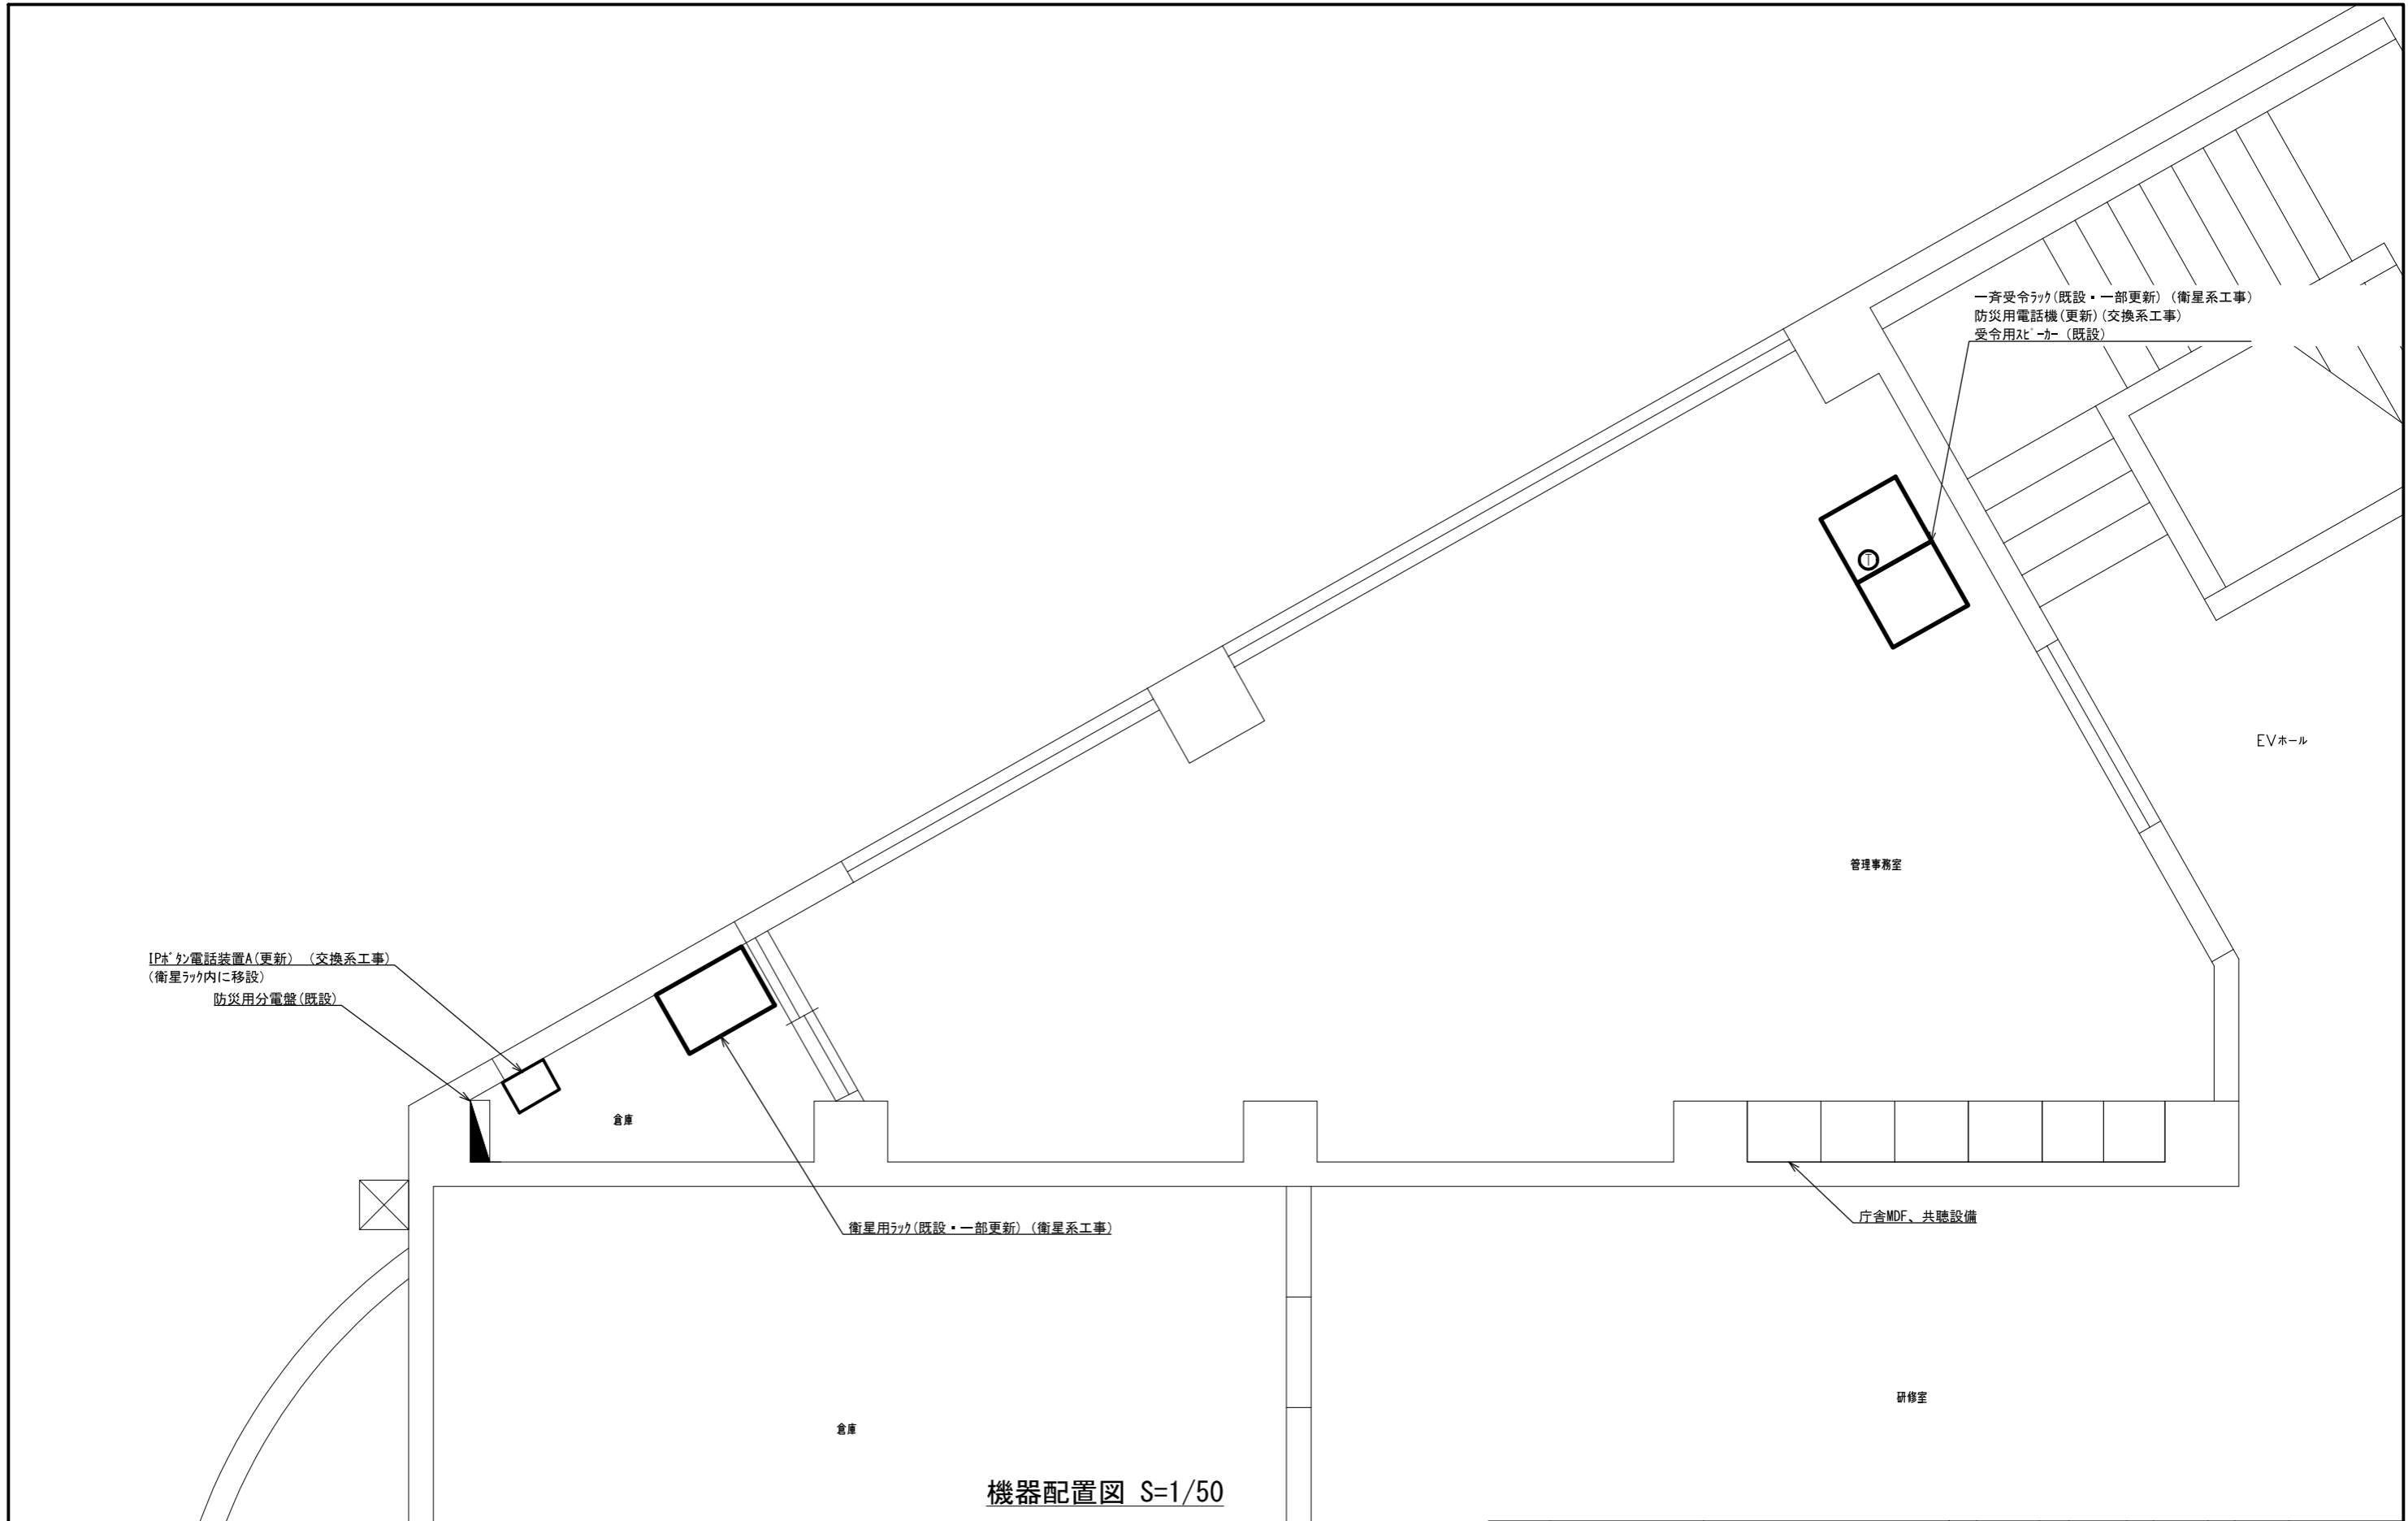 一斉受令ﾗｯｸ(既設・一部更新)（衛星系工事）
防災用電話機(更新)(交換系工事)
受令用ｽﾋﾟｰｶｰ（既設）
T
EVホール
管理事務室
IPﾎﾞﾀﾝ電話装置A(更新)　（交換系工事）
（衛星ﾗｯｸ内に移設）
防災用分電盤(既設)
倉庫
衛星用ﾗｯｸ(既設・一部更新)（衛星系工事）
庁舎MDF、共聴設備
研修室
倉庫
機器配置図 S=1/50